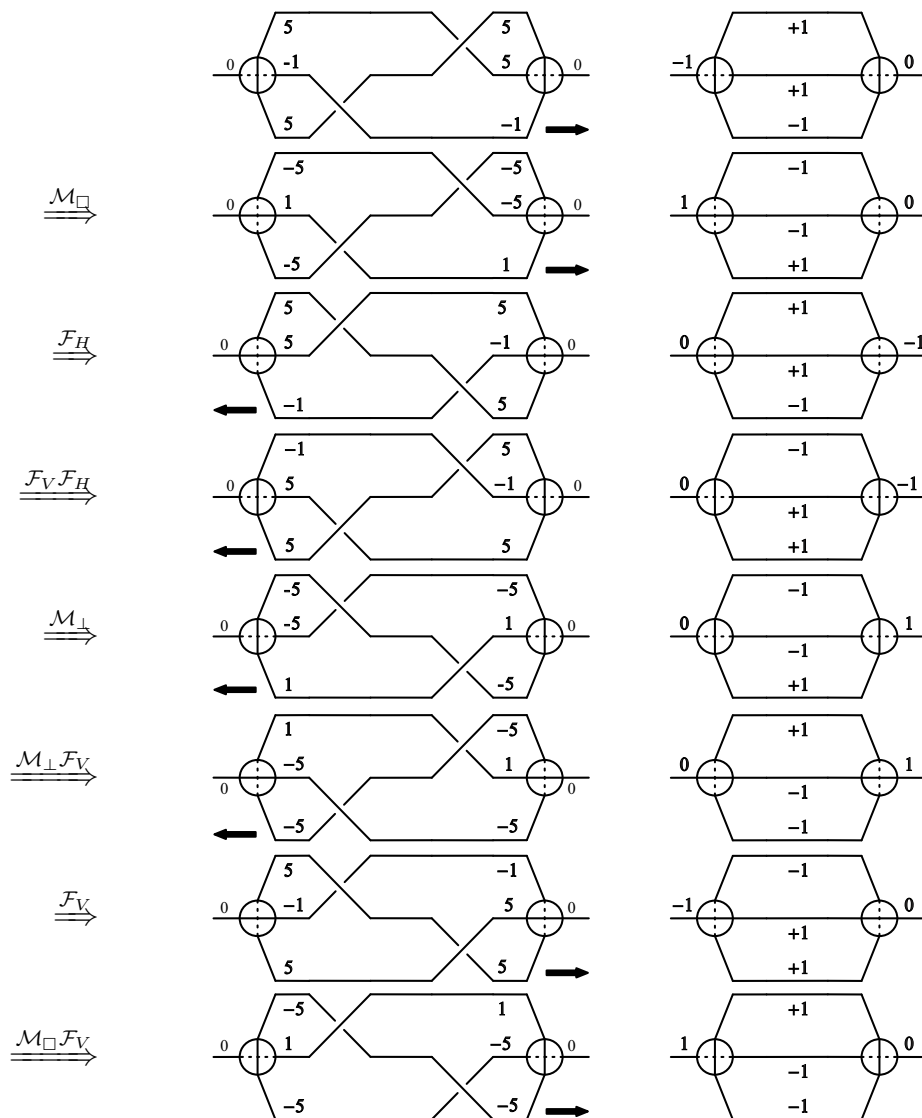 5 5 +1
0 -1 5 0 −1 0
+1
5 −1 −1
−5 −5 −1
M□ 0 1 −5 0 1 0
−1
-5 1 +1
5 5 +1
F_H 0 5 -1 0 0 −1
+1
−1 5 −1
−1 5 −1
F_V F_H 0 5 −1 0 0 −1
+1
5 5 +1
-5 −5 −1
M⊥ 0 -5 1 0 0 1
−1
1 -5 +1
1 −5 +1
M⊥ F_V 0 −5 1 0 0 1
−1
−5 −5 −1
5 −1 −1
F_V 0 −1 5 0 −1 0
+1
5 5 +1
−5 1 +1
M□ F_V 0 1 −5 0 1 0
−1
−5 −5 −1